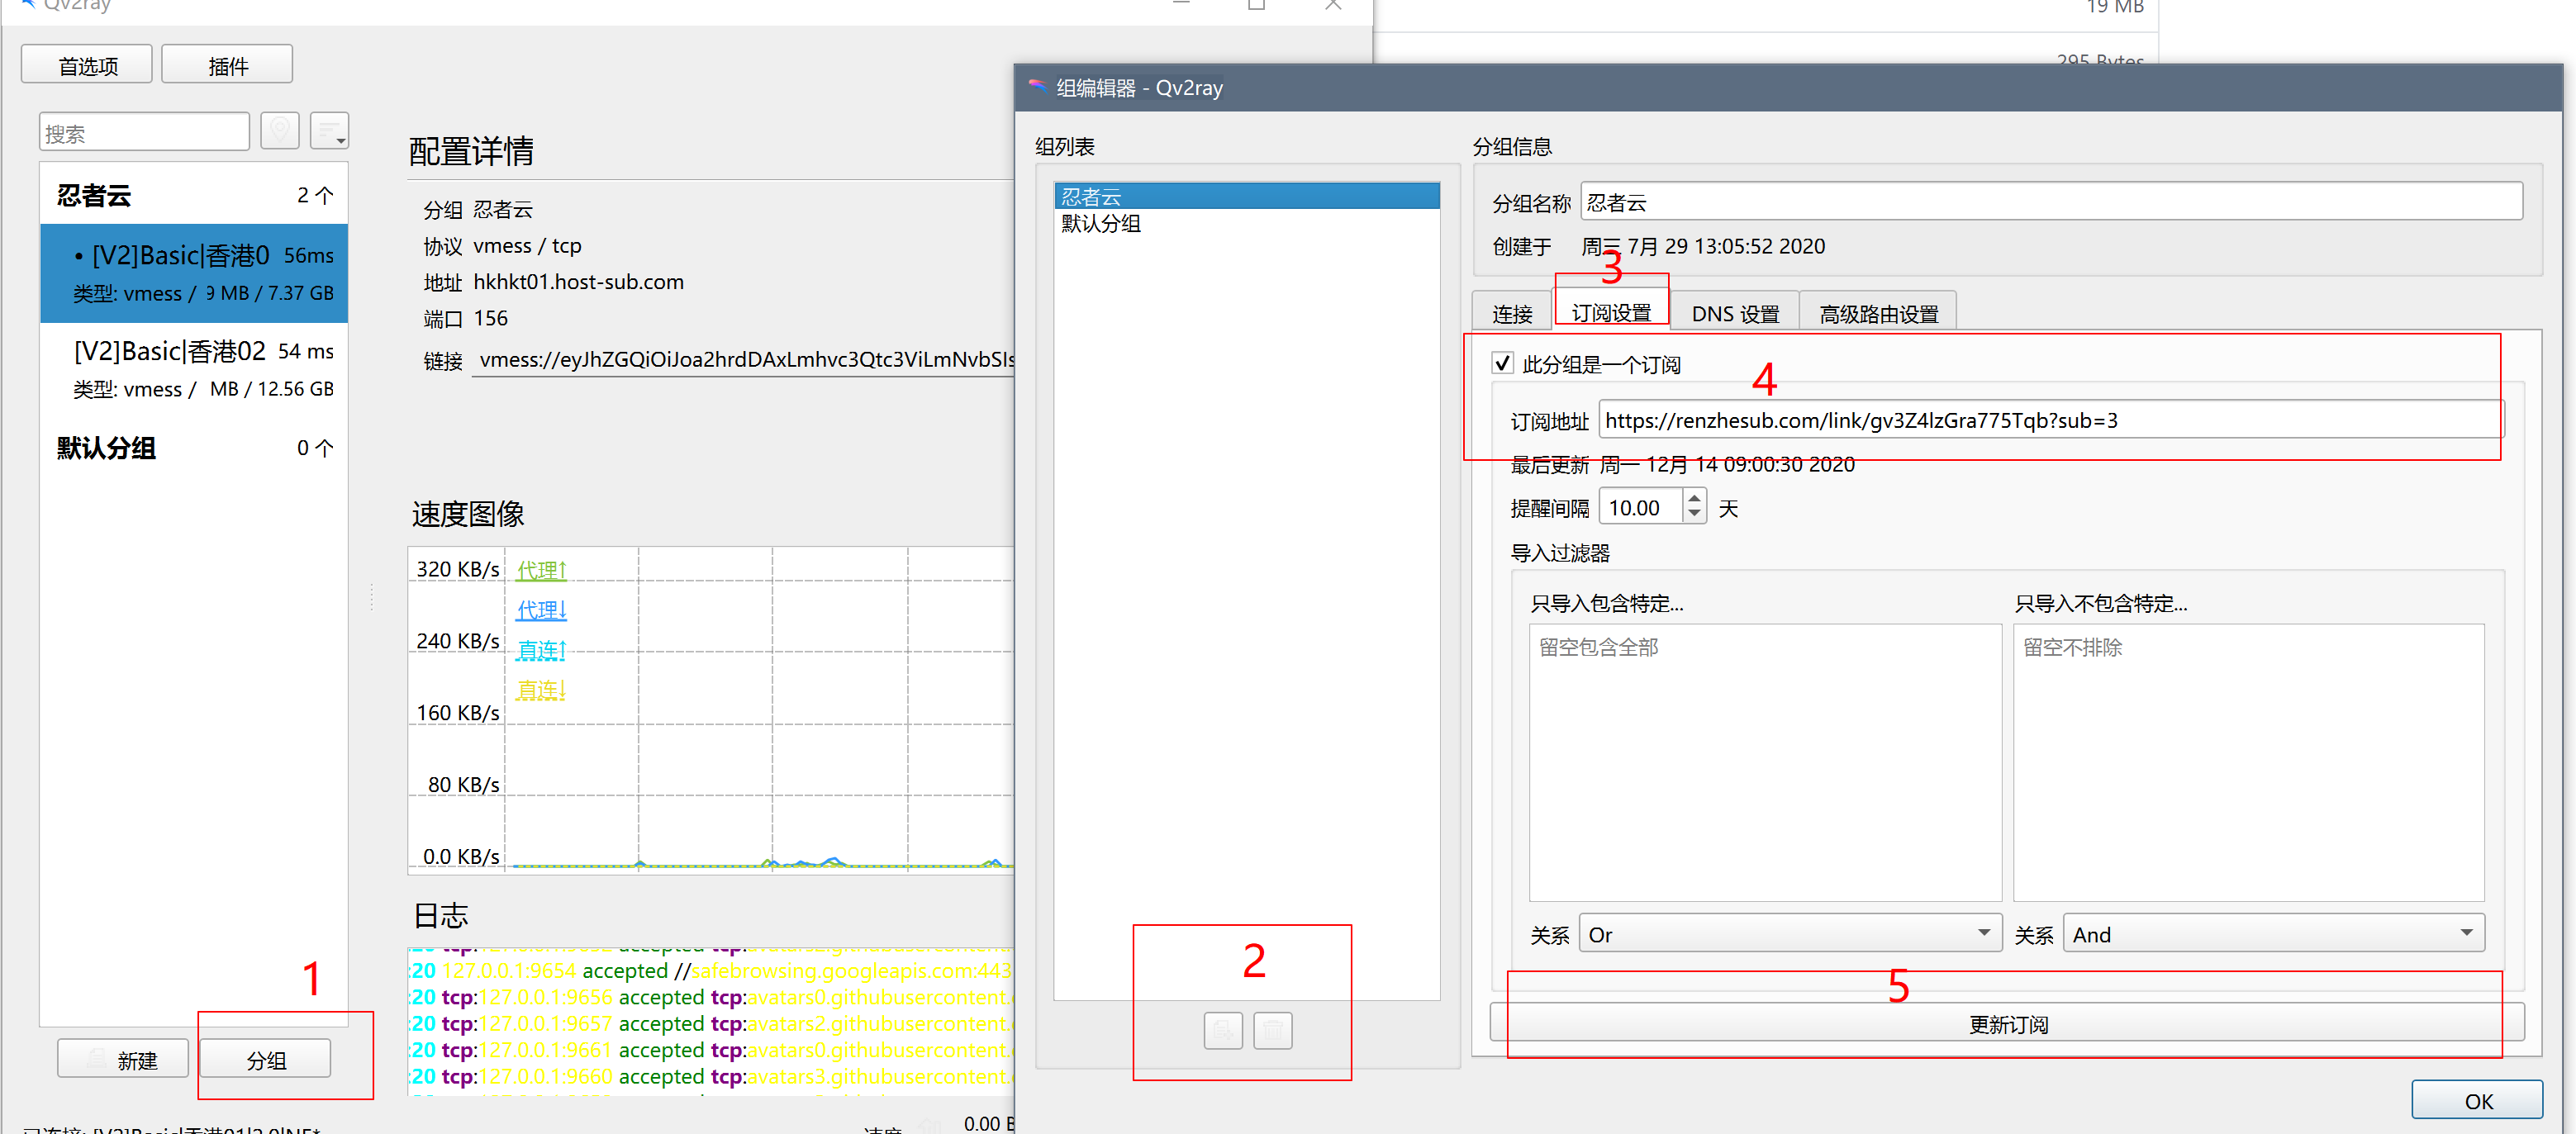 Qv2ray
首选项
插件
搜索
忍者云 2 个
• [V2]Basic|香港0 56ms
类型: vmess / 9 MB / 7.37 GB
[V2]Basic|香港02 54 ms
类型: vmess / MB / 12.56 GB
默认分组 0 个
1
新建
分组
配置详情
分组 忍者云
协议 vmess / tcp
地址 hkhkt01.host-sub.com
端口 156
链接 vmess://eyJhZGQiOiJoa2hrdDAxLmhvc3Qtc3ViLmNvbSIs
速度图像
320 KB/s
240 KB/s
160 KB/s
80 KB/s
0.0 KB/s
代理↑
代理↓
直连↑
直连↓
日志
:20 127.0.0.1:9654 accepted //safebrowsing.googleapis.com:443
:20 tcp:127.0.0.1:9656 accepted tcp:avatars0.githubusercontent.
:20 tcp:127.0.0.1:9657 accepted tcp:avatars2.githubusercontent.
:20 tcp:127.0.0.1:9661 accepted tcp:avatars0.githubusercontent.
:20 tcp:127.0.0.1:9660 accepted tcp:avatars3.githubusercontent.
已连接: [V2]Basic|香港01|2.0|NF*
速度
0.00 B
19 MB
295 Bytes
组编辑器 - Qv2ray
组列表
忍者云
默认分组
2
分组信息
分组名称 忍者云
创建于 周三 7月 29 13:05:52 2020
3
连接
订阅设置
DNS 设置
高级路由设置
此分组是一个订阅
4
订阅地址 https://renzhesub.com/link/gv3Z4lzGra775Tqb?sub=3
最后更新 周一 12月 14 09:00:30 2020
提醒间隔 10.00 天
导入过滤器
只导入包含特定...
留空包含全部
只导入不包含特定...
留空不排除
关系 Or
关系 And
5
更新订阅
OK